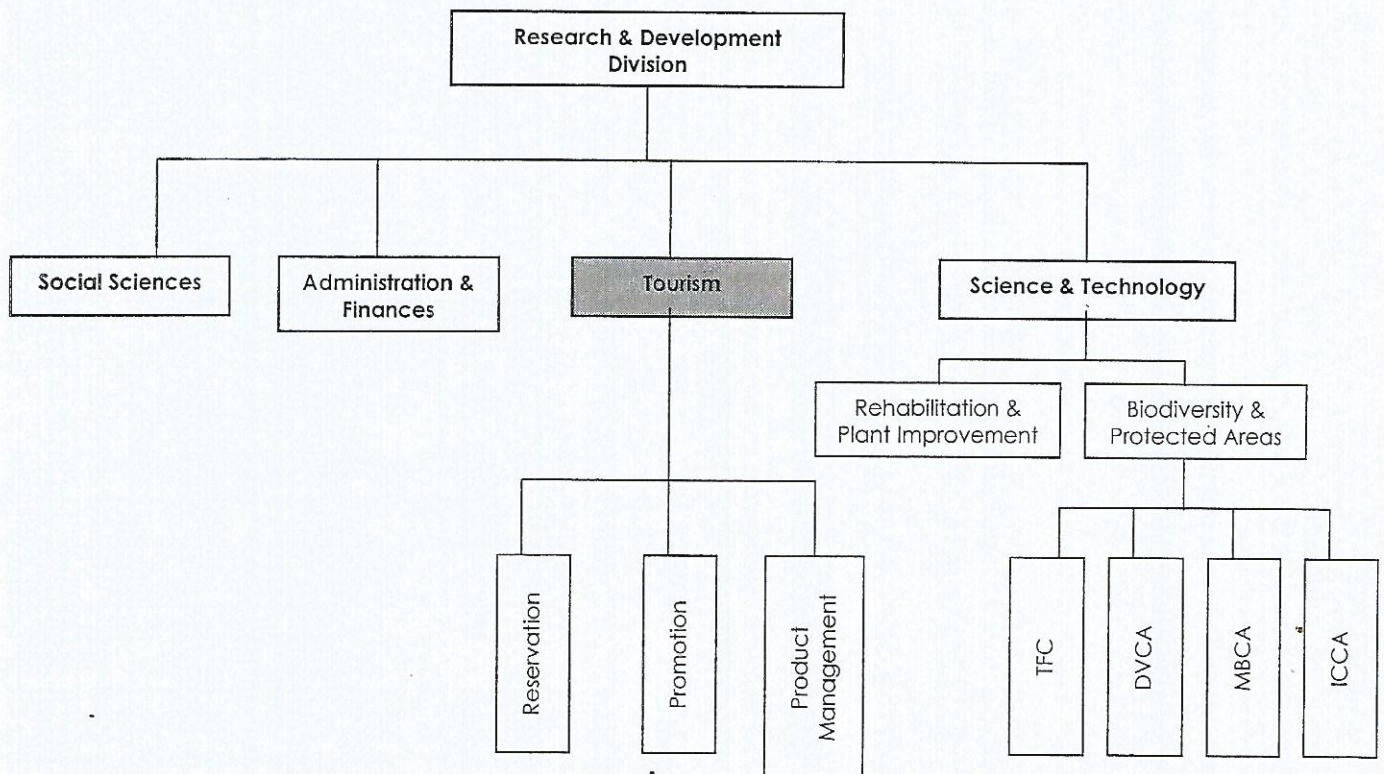 Research & Development
Division
Social Sciences
Administration &
Finances
Tourism
Science & Technology
Rehabilitation &
Plant Improvement
Biodiversity &
Protected Areas
Reservation
Promotion
Product
Management
TFC
DVCA
MBCA
ICCA